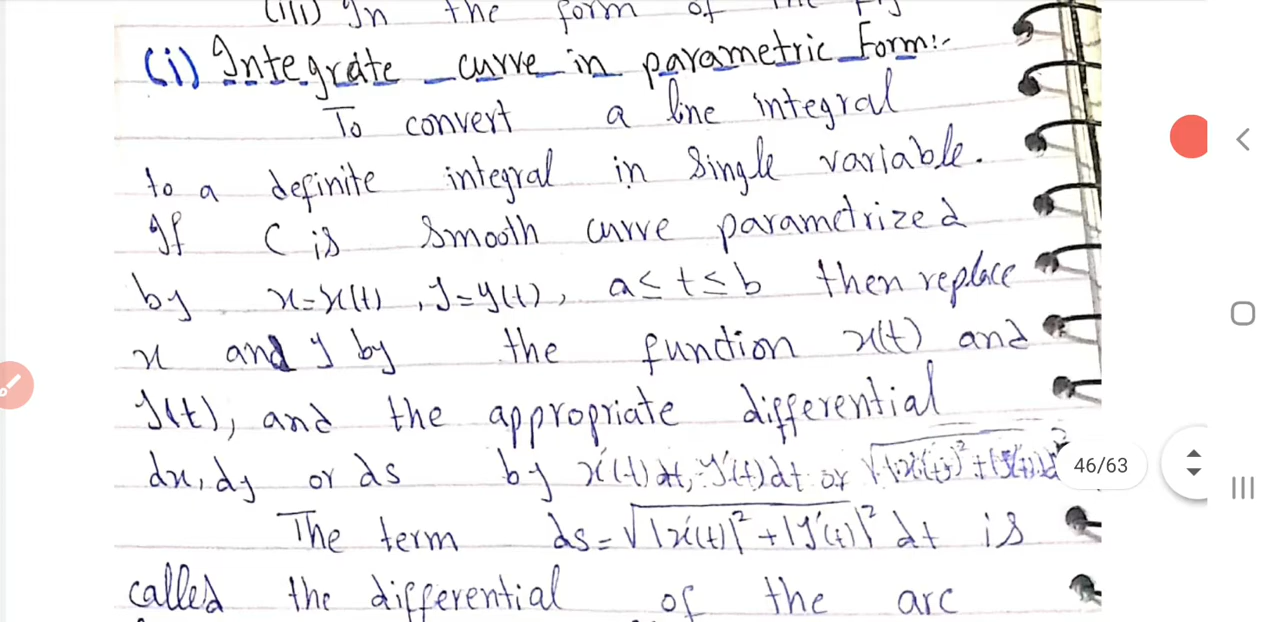 (iii) In the form of
(i) Integrate curve in parametric Form:-
To convert a line integral
to a definite integral in Single variable.
If C is Smooth curve parametrized
by x=x(t), y=y(t), a≤t≤b then replace
x and y by the function x(t) and
y(t), and the appropriate differential
dx, dy or ds by x'(t)dt, y'(t)dt or √|x'(t)|²+|y'(t)|²
46/63
The term ds=√|x'(t)|²+|y'(t)|² dt is
called the differential of the arc